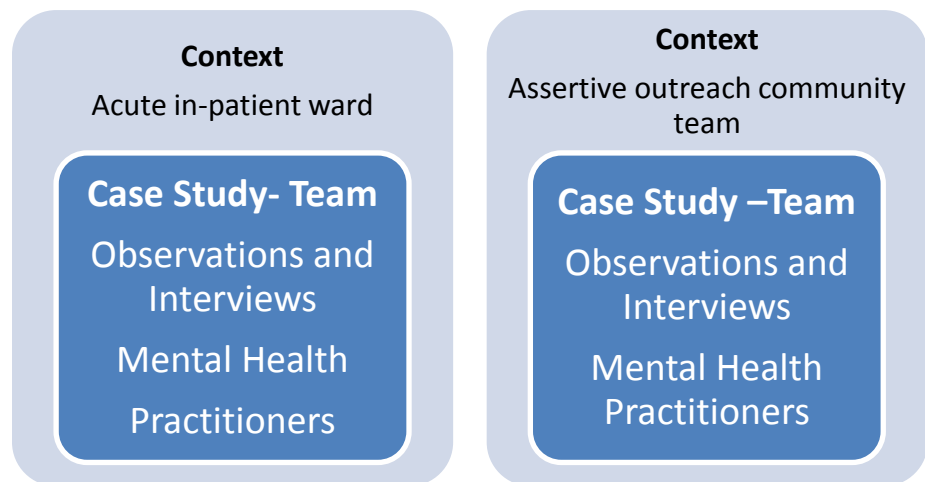 Context
Acute in-patient ward
Case Study- Team
Observations and
Interviews
Mental Health
Practitioners
Context
Assertive outreach community
team
Case Study –Team
Observations and
Interviews
Mental Health
Practitioners